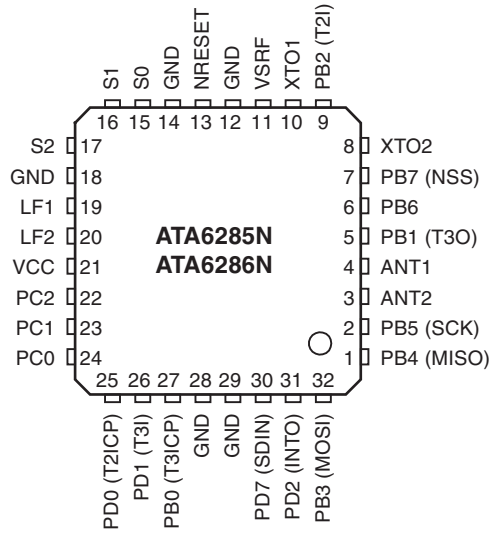 S1
S0
GND
NRESET
GND
VSRF
XTO1
PB2 (T2I)
16 15 14 13 12 11 10 9
S2 17
GND 18
LF1 19
LF2 20
VCC 21
PC2 22
PC1 23
PC0 24
ATA6285N
ATA6286N
8 XTO2
7 PB7 (NSS)
6 PB6
5 PB1 (T3O)
4 ANT1
3 ANT2
2 PB5 (SCK)
1 PB4 (MISO)
25 26 27 28 29 30 31 32
PD0 (T2ICP)
PD1 (T3I)
PB0 (T3ICP)
GND
GND
PD7 (SDIN)
PD2 (INTO)
PB3 (MOSI)